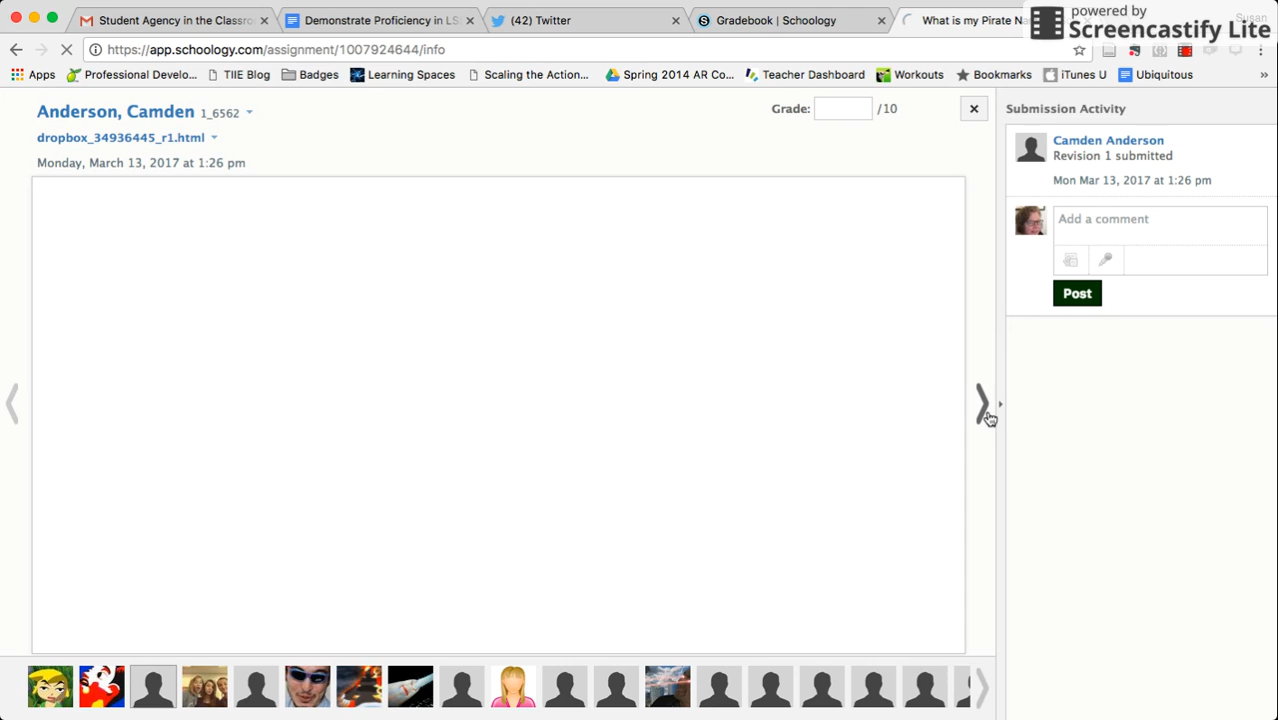 Student Agency in the Classro
Demonstrate Proficiency in LS
(42) Twitter
Gradebook | Schoology
What is my Pirate Na
powered by
Screencastify Lite
https://app.schoology.com/assignment/1007924644/info
Apps
Professional Develo...
TIIE Blog
Badges
Learning Spaces
Scaling the Action...
Spring 2014 AR Co...
Teacher Dashboard
Workouts
Bookmarks
iTunes U
Ubiquitous
»
Anderson, Camden 1_6562
dropbox_34936445_r1.html
Monday, March 13, 2017 at 1:26 pm
Grade: /10
Submission Activity
Camden Anderson
Revision 1 submitted
Mon Mar 13, 2017 at 1:26 pm
Add a comment
Post